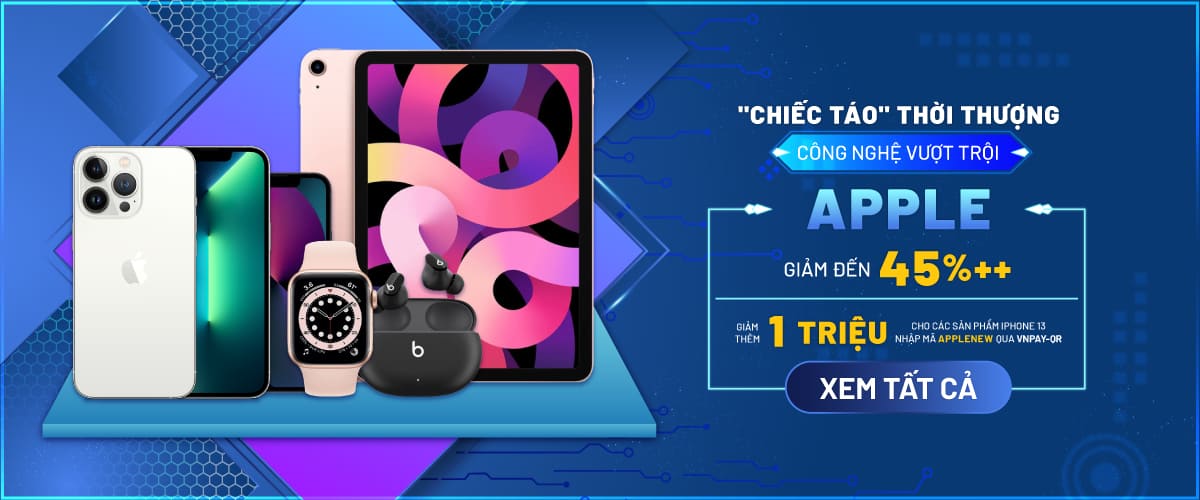 "CHIẾC TÁO" THỜI THƯỢNG
CÔNG NGHỆ VƯỢT TRỘI
APPLE
GIẢM ĐẾN 45%++
GIẢM THÊM
1 TRIỆU
CHO CÁC SẢN PHẨM IPHONE 13
NHẬP MÃ APPLENEW QUA VNPAY-QR
XEM TẤT CẢ
b